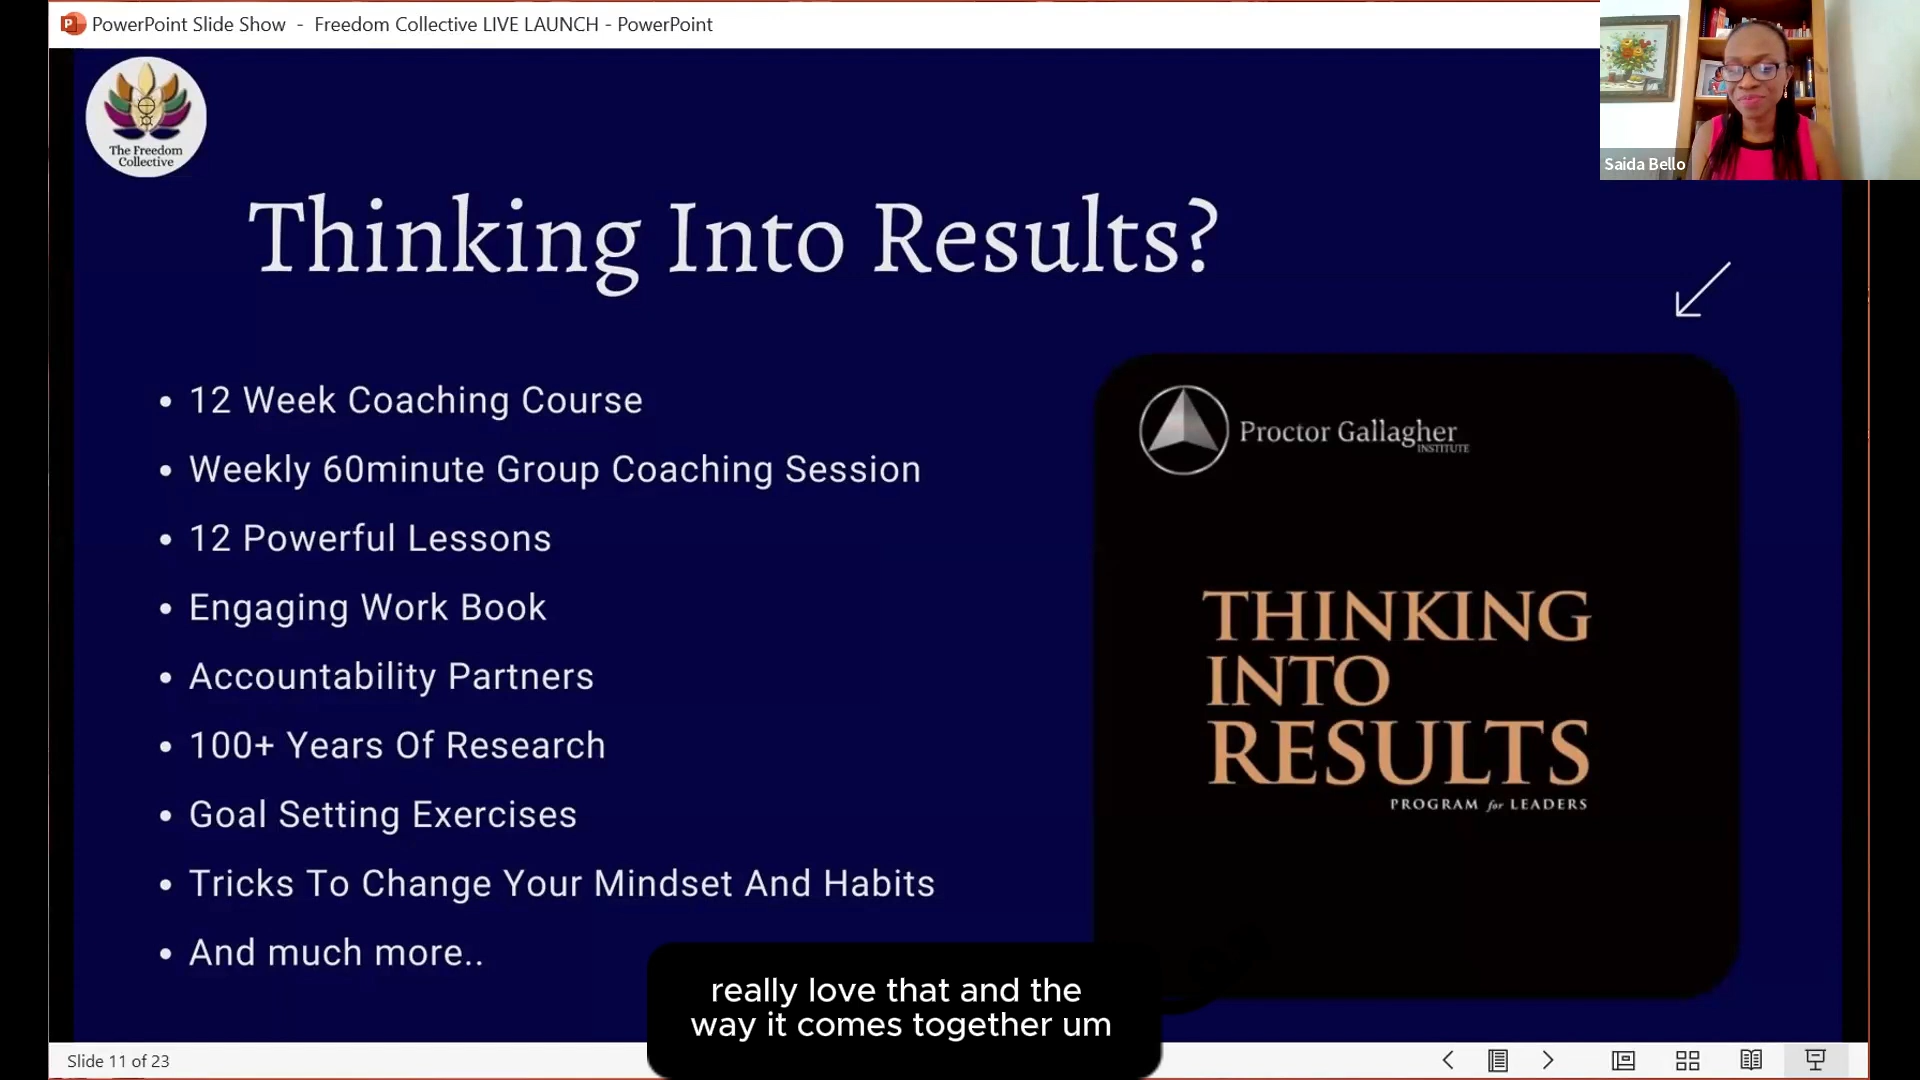 PowerPoint Slide Show - Freedom Collective LIVE LAUNCH - PowerPoint
The Freedom
Collective
Saida Bello
Thinking Into Results?
• 12 Week Coaching Course
• Weekly 60minute Group Coaching Session
• 12 Powerful Lessons
• Engaging Work Book
• Accountability Partners
• 100+ Years Of Research
• Goal Setting Exercises
• Tricks To Change Your Mindset And Habits
• And much more..
Proctor Gallagher
INSTITUTE
THINKING
INTO
RESULTS
PROGRAM for LEADERS
really love that and the
way it comes together um
Slide 11 of 23